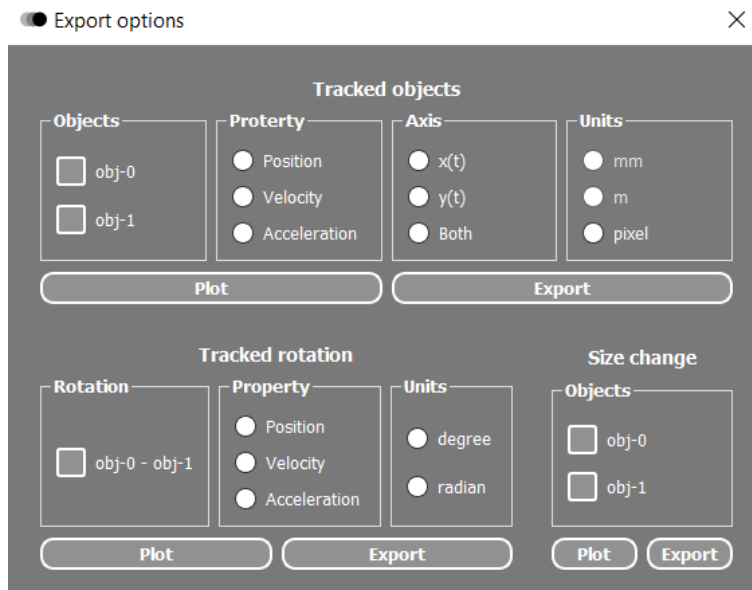 Export options
Tracked objects
Objects
obj-0
obj-1
Proterty
Position
Velocity
Acceleration
Axis
x(t)
y(t)
Both
Units
mm
m
pixel
Plot
Export
Tracked rotation
Rotation
obj-0 - obj-1
Property
Position
Velocity
Acceleration
Units
degree
radian
Plot
Export
Size change
Objects
obj-0
obj-1
Plot
Export